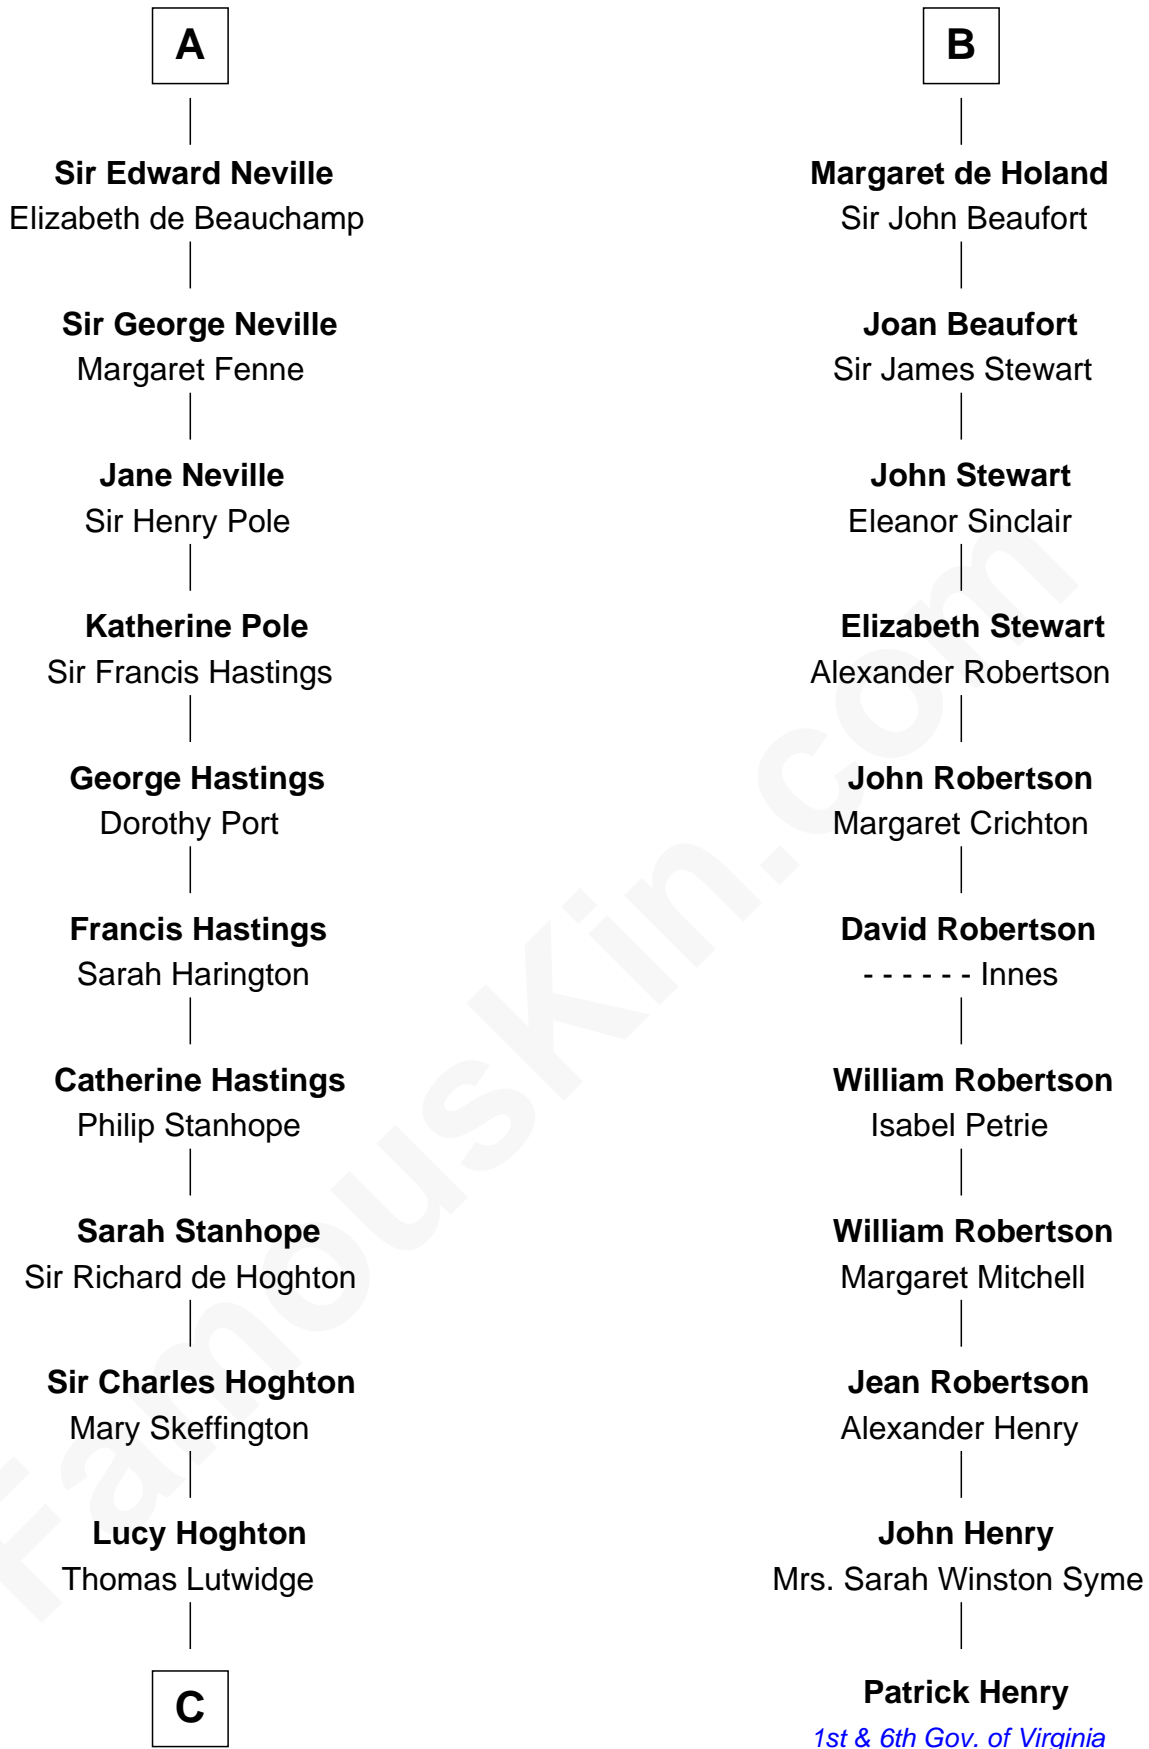 A
Sir Edward Neville
Elizabeth de Beauchamp
Sir George Neville
Margaret Fenne
Jane Neville
Sir Henry Pole
Katherine Pole
Sir Francis Hastings
George Hastings
Dorothy Port
Francis Hastings
Sarah Harington
Catherine Hastings
Philip Stanhope
Sarah Stanhope
Sir Richard de Hoghton
Sir Charles Hoghton
Mary Skeffington
Lucy Hoghton
Thomas Lutwidge
C
B
Margaret de Holand
Sir John Beaufort
Joan Beaufort
Sir James Stewart
John Stewart
Eleanor Sinclair
Elizabeth Stewart
Alexander Robertson
John Robertson
Margaret Crichton
David Robertson
- - - - - - Innes
William Robertson
Isabel Petrie
William Robertson
Margaret Mitchell
Jean Robertson
Alexander Henry
John Henry
Mrs. Sarah Winston Syme
Patrick Henry
1st & 6th Gov. of Virginia
FamousKin.com